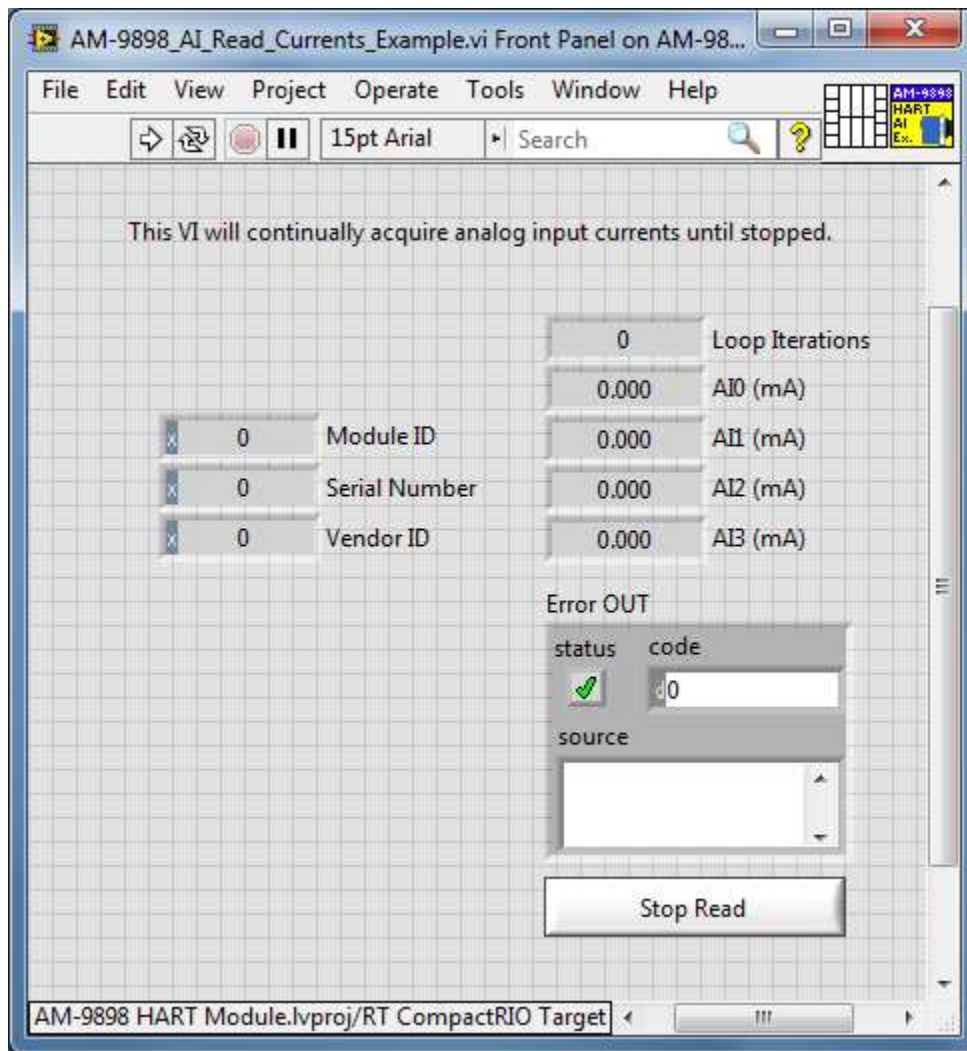 AM-9898_AI_Read_Currents_Example.vi Front Panel on AM-98...
File Edit View Project Operate Tools Window Help
AM-9898
HART
AI
Ex.
15pt Arial
Search
This VI will continually acquire analog input currents until stopped.
0 Loop Iterations
0.000 AI0 (mA)
x 0 Module ID
0.000 AI1 (mA)
x 0 Serial Number
0.000 AI2 (mA)
x 0 Vendor ID
0.000 AI3 (mA)
Error OUT
status code
d 0
source
Stop Read
AM-9898 HART Module.lvproj/RT CompactRIO Target